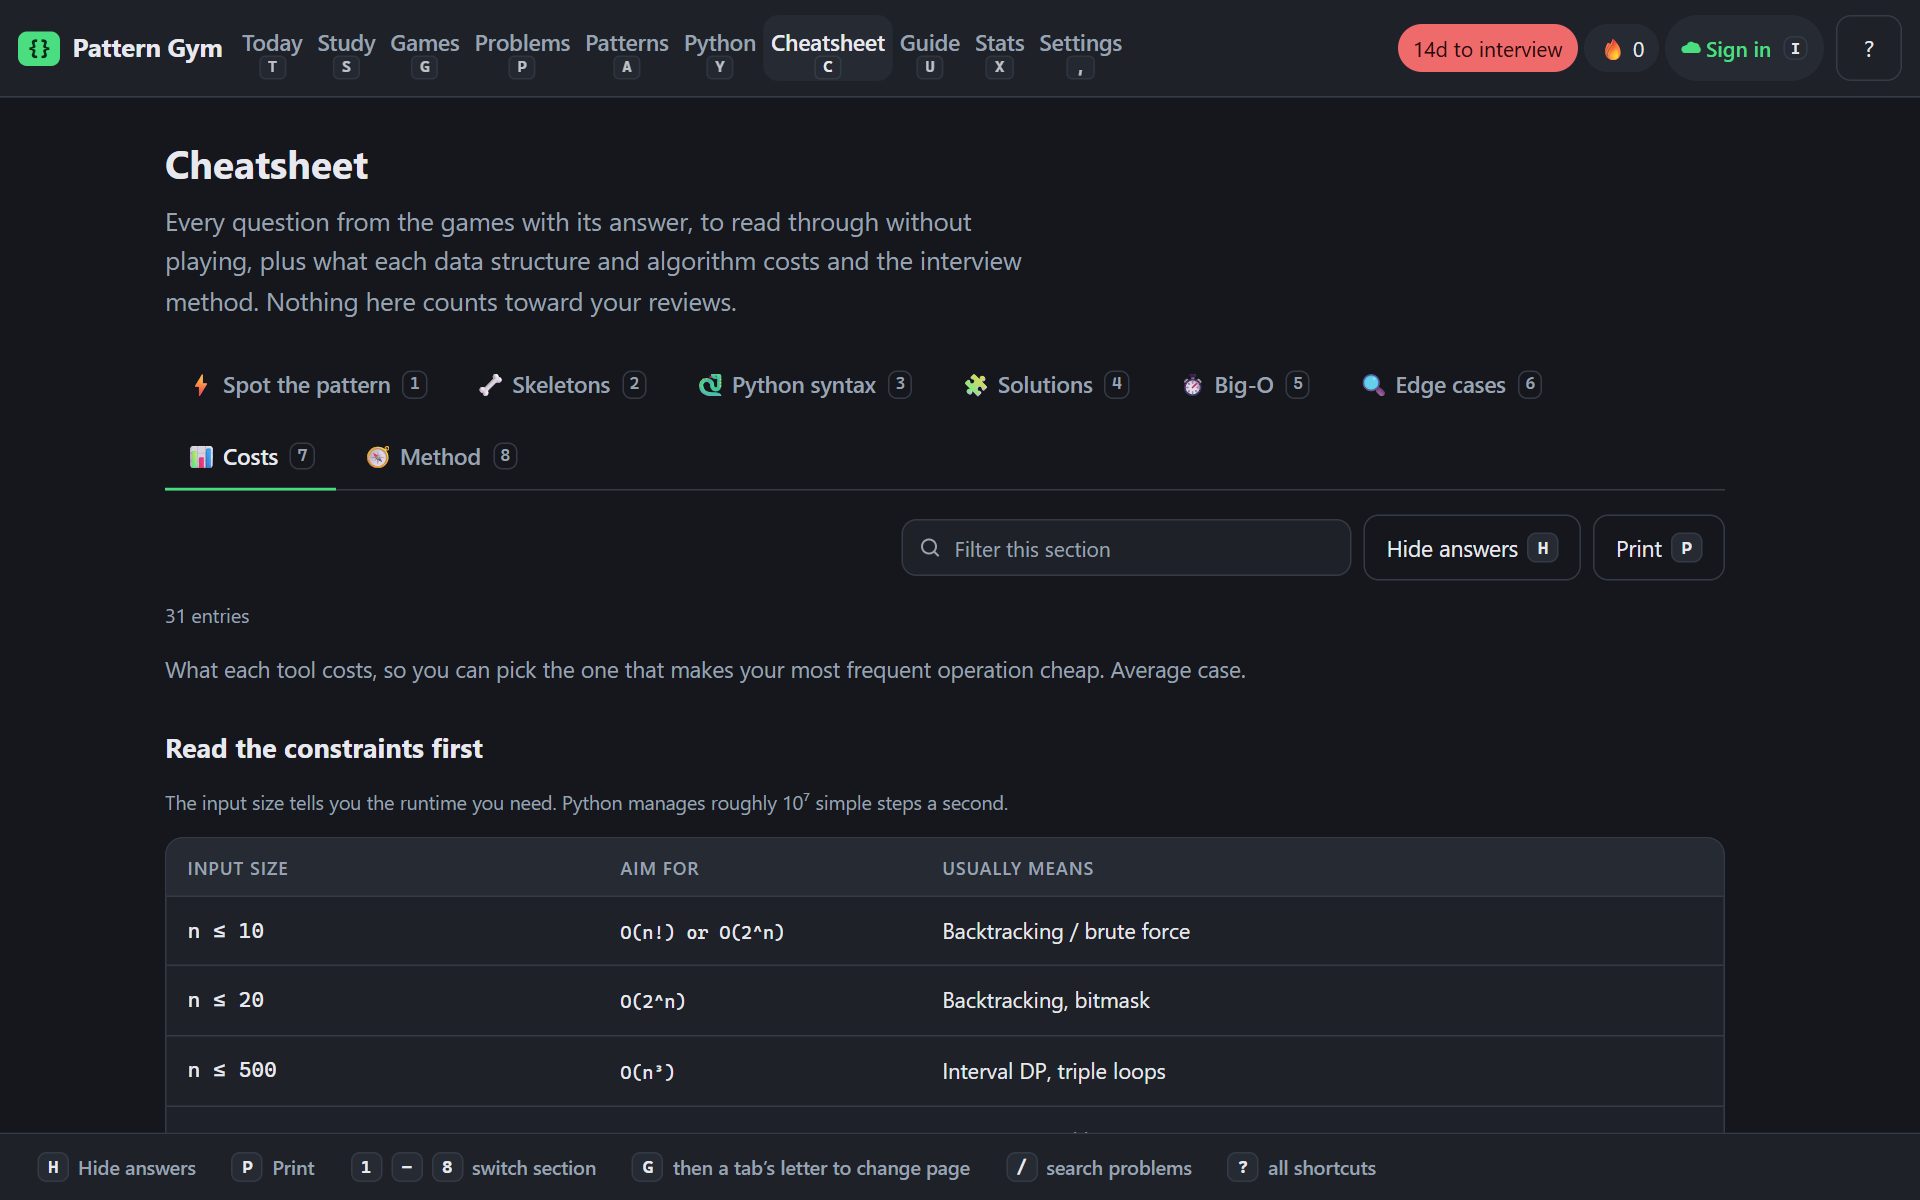 {} Pattern Gym Today Study Games Problems Patterns Python Cheatsheet Guide Stats Settings 14d to interview 0 Sign in I ?
T S G P A Y C U X ,
Cheatsheet
Every question from the games with its answer, to read through without
playing, plus what each data structure and algorithm costs and the interview
method. Nothing here counts toward your reviews.
Spot the pattern 1 Skeletons 2 Python syntax 3 Solutions 4 Big-O 5 Edge cases 6
Costs 7 Method 8
Filter this section Hide answers H Print P
31 entries
What each tool costs, so you can pick the one that makes your most frequent operation cheap. Average case.
Read the constraints first
The input size tells you the runtime you need. Python manages roughly 10⁷ simple steps a second.
INPUT SIZE AIM FOR USUALLY MEANS
n ≤ 10 O(n!) or O(2^n) Backtracking / brute force
n ≤ 20 O(2^n) Backtracking, bitmask
n ≤ 500 O(n³) Interval DP, triple loops
H Hide answers P Print 1 – 8 switch section G then a tab's letter to change page / search problems ? all shortcuts